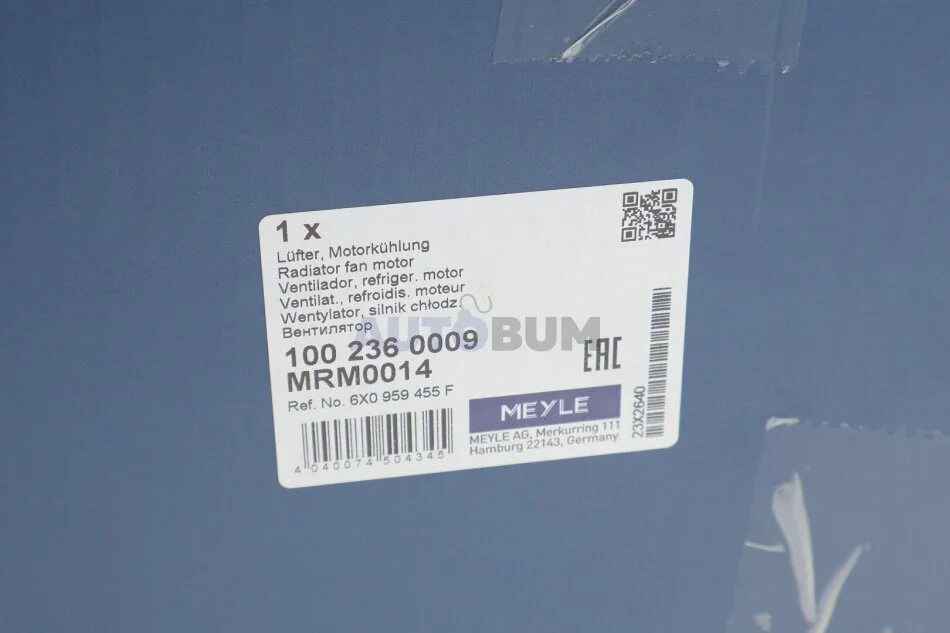 1 x
Lüfter, Motorkühlung
Radiator fan motor
Ventilador, refriger. motor
Ventilat., refroidis. moteur
Wentylator, silnik chłodz.
Вентилятор
AUTOBUM
100 236 0009
MRM0014
Ref. No. 6X0 959 455 F
4 040074 504345
EAC
MEYLE
MEYLE AG, Merkurring 111
Hamburg 22143, Germany
23X2640